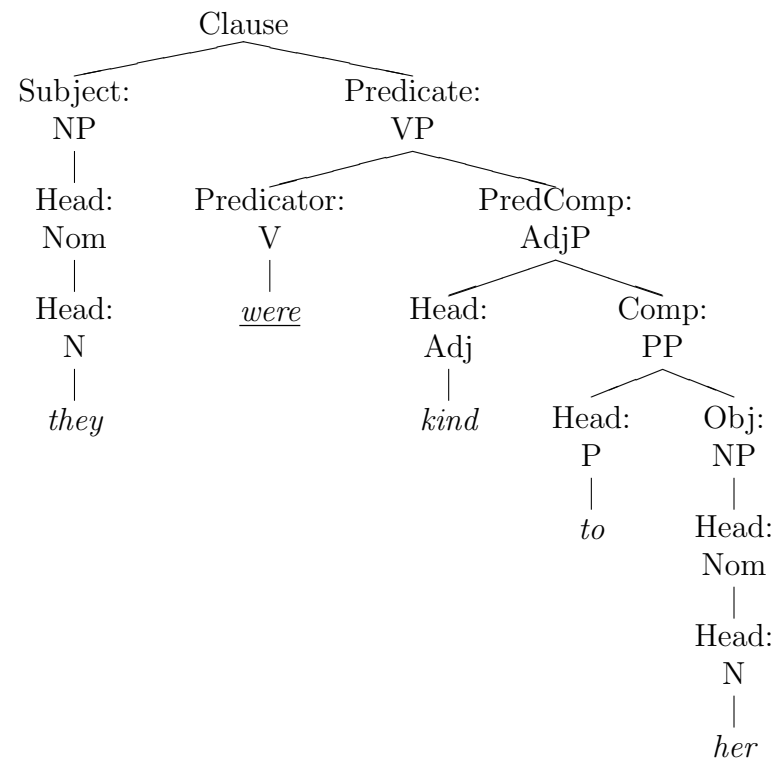 Clause
Subject: Predicate:
NP VP
Head: Predicator: PredComp:
Nom V AdjP
Head: were Head: Comp:
N Adj PP
they kind Head: Obj:
P NP
to Head:
Nom
Head:
N
her